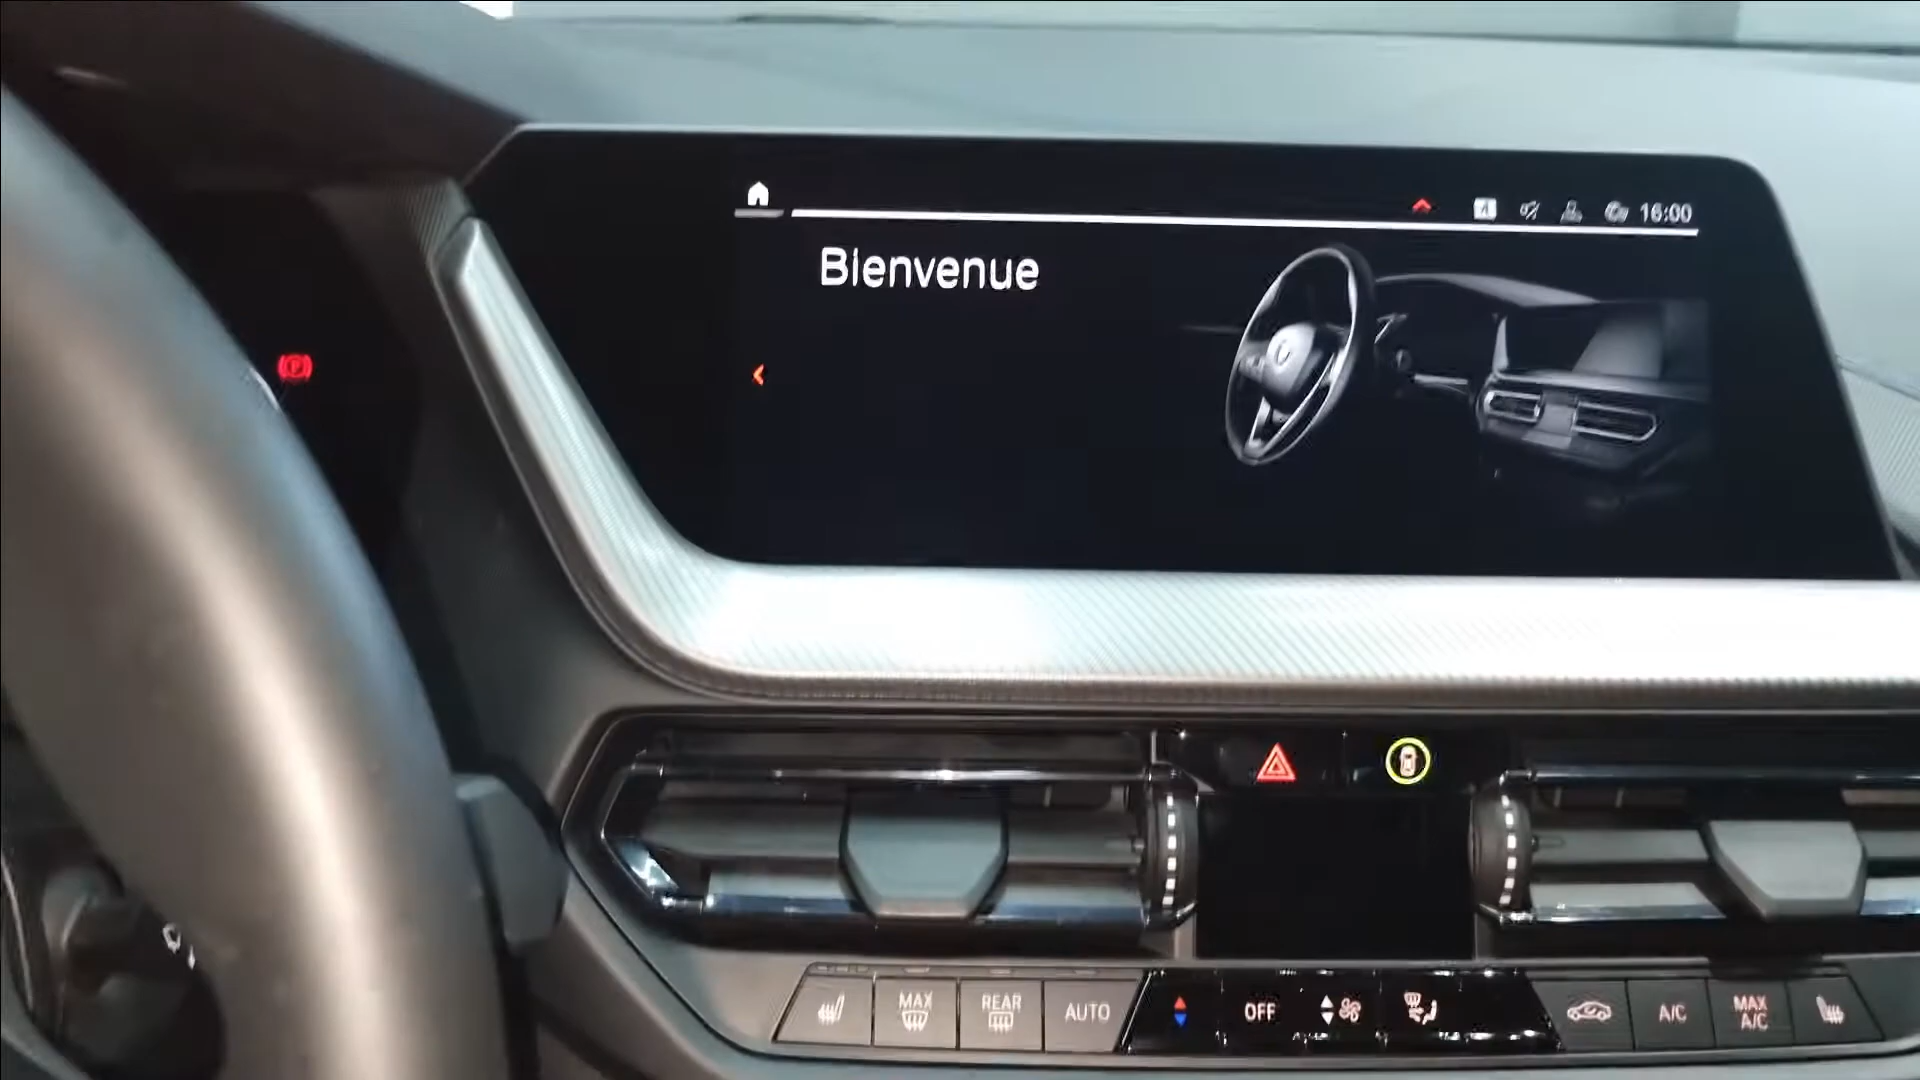 16:00
Bienvenue
MAX
REAR
AUTO
OFF
A/C
MAX
A/C